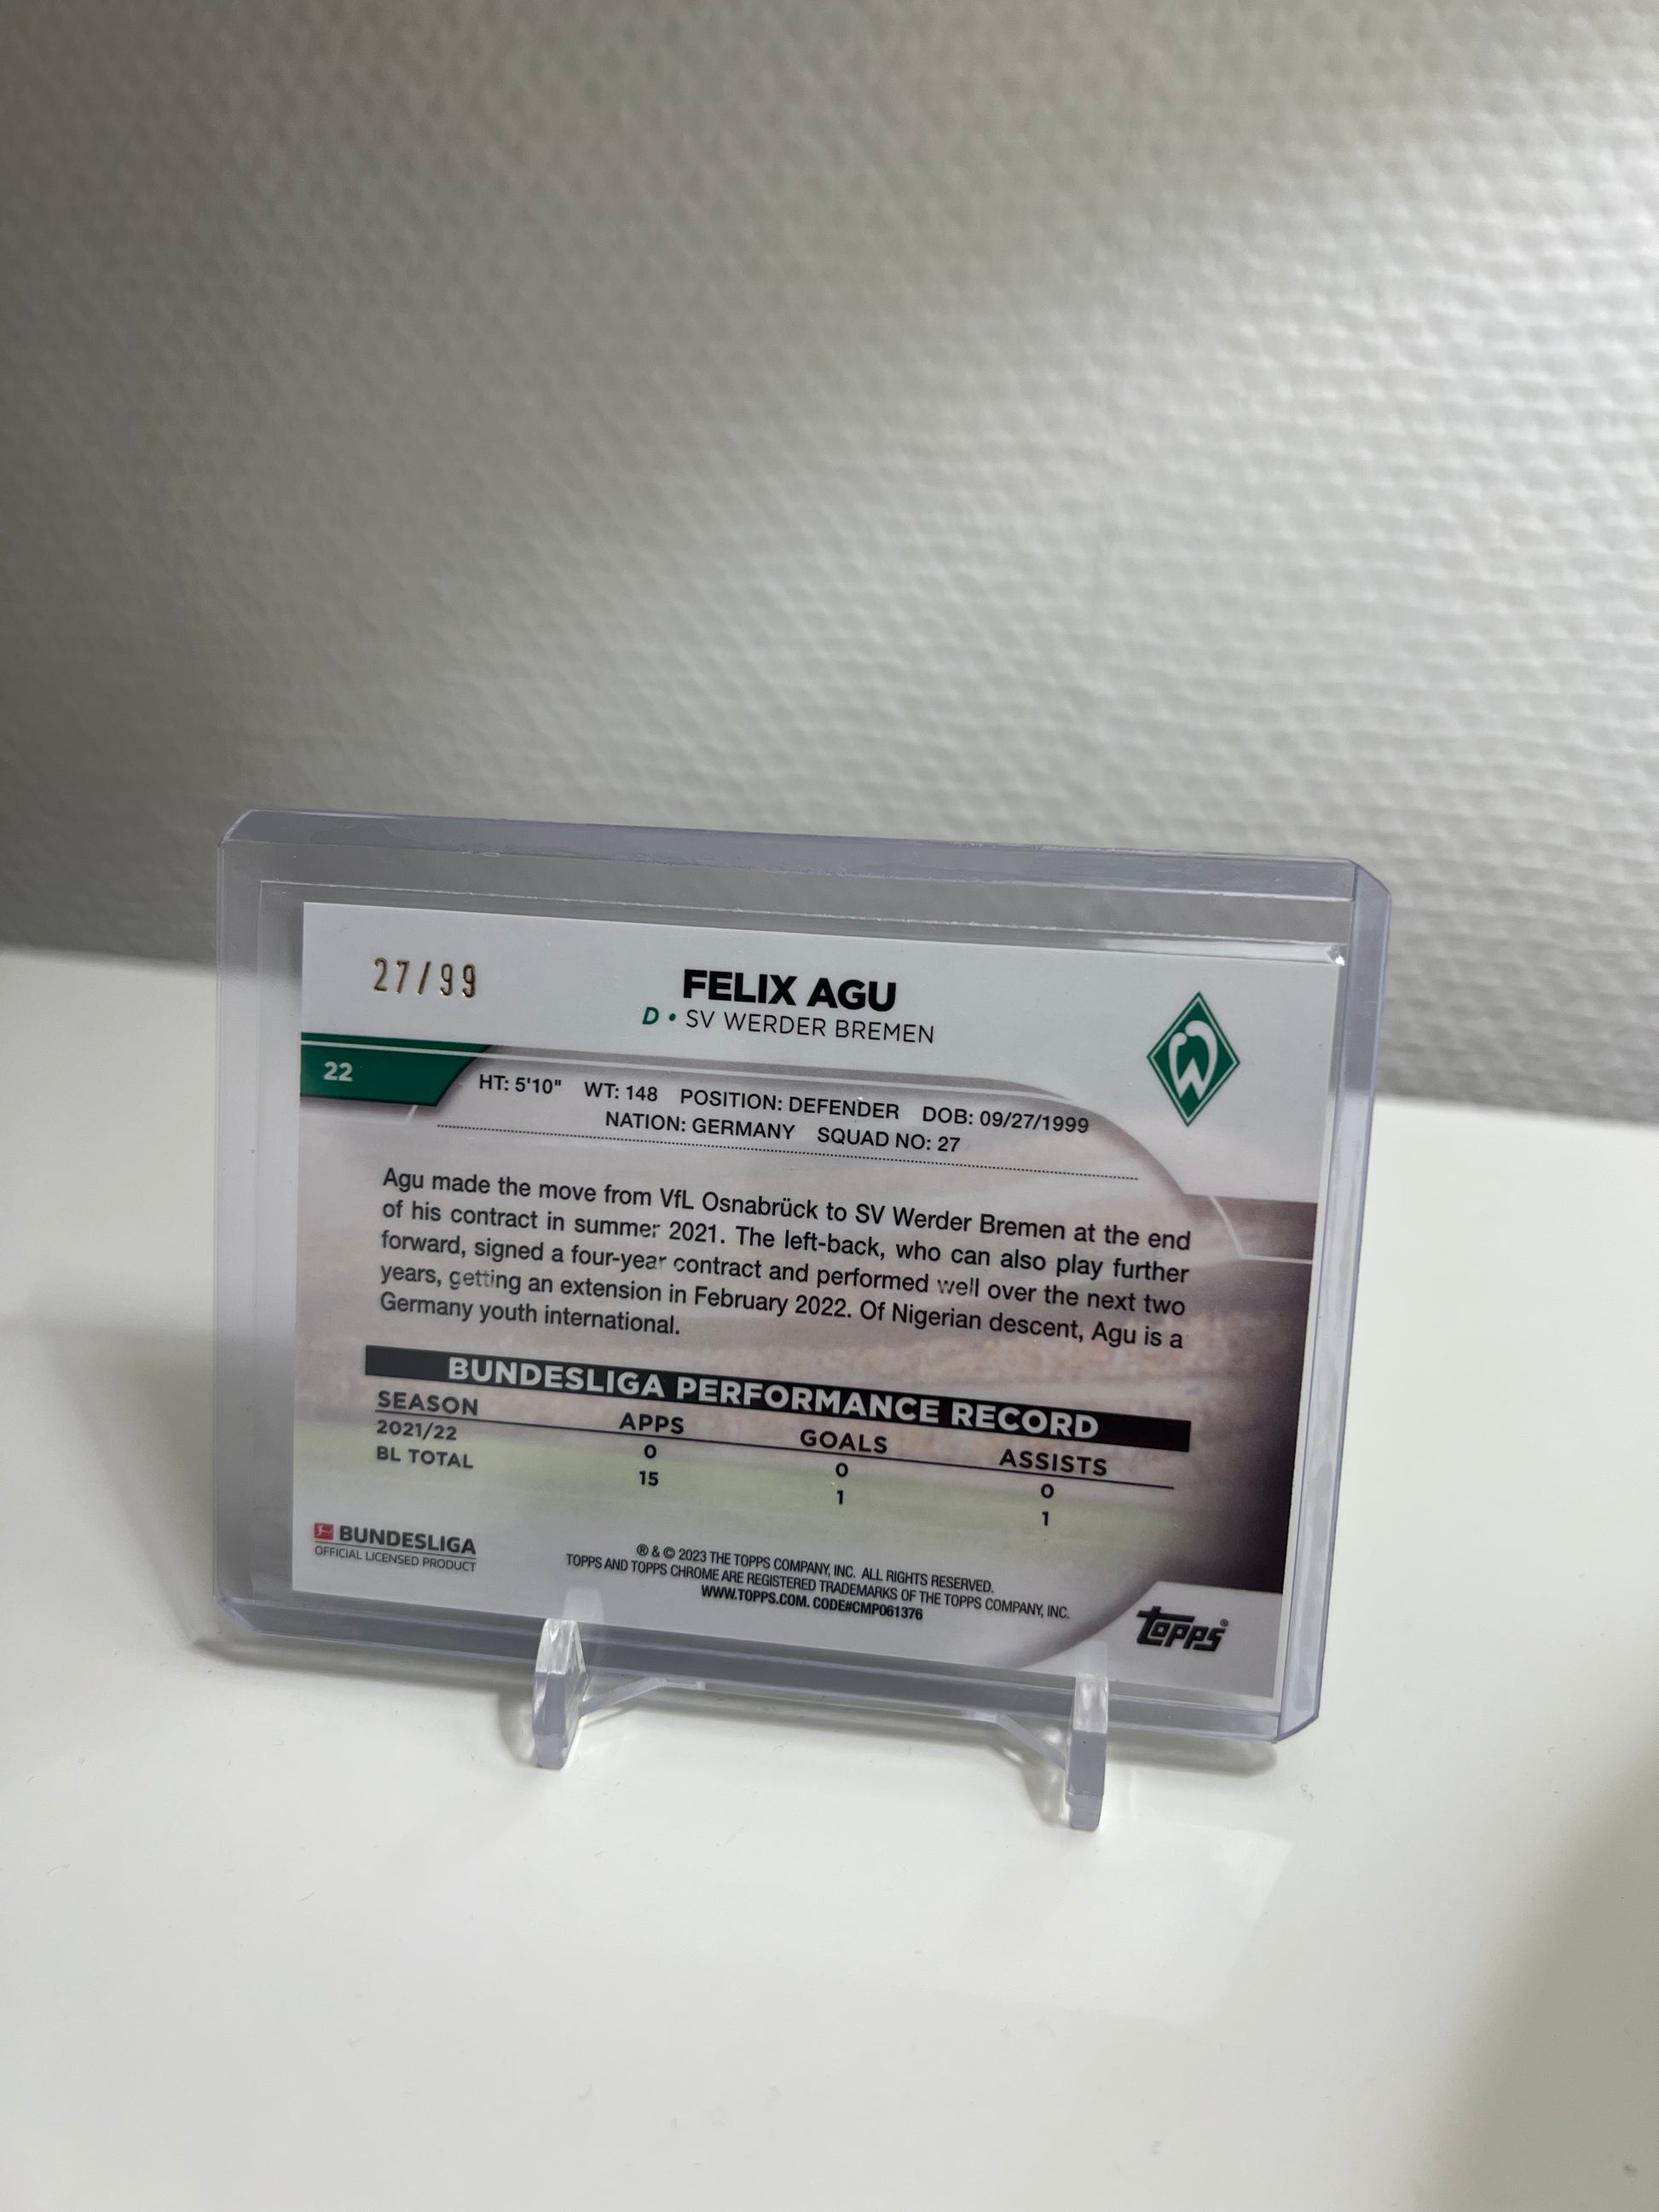 27/99
FELIX AGU
D • SV WERDER BREMEN
W
22
HT: 5'10" WT: 148 POSITION: DEFENDER DOB: 09/27/1999
NATION: GERMANY SQUAD NO: 27
Agu made the move from VfL Osnabrück to SV Werder Bremen at the end
of his contract in summer 2021. The left-back, who can also play further
forward, signed a four-year contract and performed well over the next two
years, getting an extension in February 2022. Of Nigerian descent, Agu is a
Germany youth international.
BUNDESLIGA PERFORMANCE RECORD
SEASON APPS GOALS ASSISTS
2021/22 0 0 0
BL TOTAL 15 1 1
BUNDESLIGA
OFFICIAL LICENSED PRODUCT
® & © 2023 THE TOPPS COMPANY, INC. ALL RIGHTS RESERVED.
TOPPS AND TOPPS CHROME ARE REGISTERED TRADEMARKS OF THE TOPPS COMPANY, INC.
WWW.TOPPS.COM. CODE#CMP061376
topps®